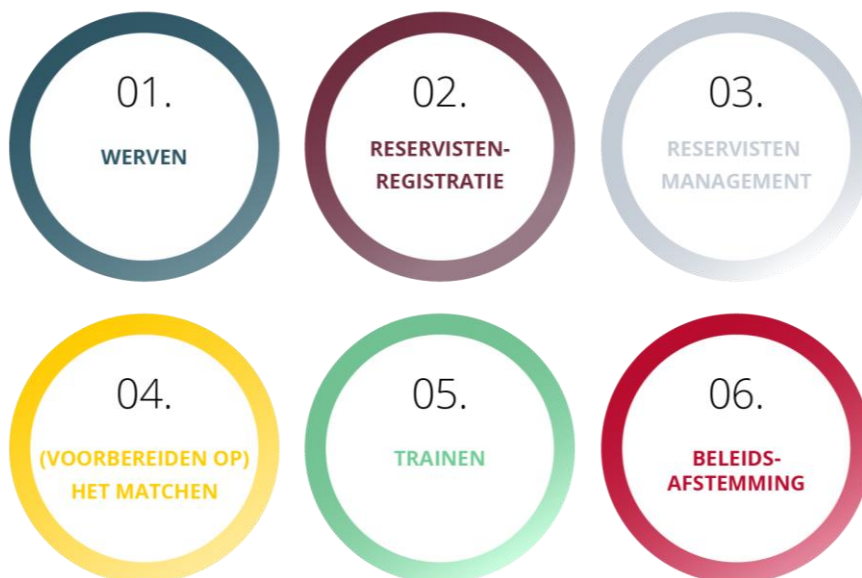 01.
WERVEN
02.
RESERVISTEN-
REGISTRATIE
03.
RESERVISTEN
MANAGEMENT
04.
(VOORBEREIDEN OP)
HET MATCHEN
05.
TRAINEN
06.
BELEIDS-
AFSTEMMING